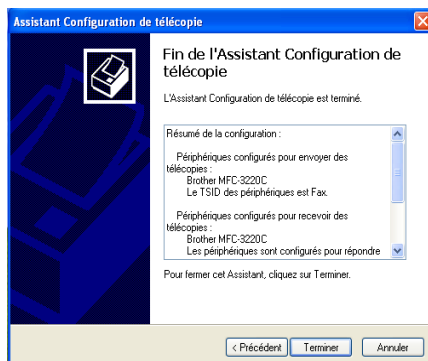 Assistant Configuration de télécopie
Fin de l'Assistant Configuration de
télécopie
L'Assistant Configuration de télécopie est terminé.
Résumé de la configuration :
Périphériques configurés pour envoyer des
télécopies :
Brother MFC-3220C
Le TSID des périphériques est Fax.
Périphériques configurés pour recevoir des
télécopies :
Brother MFC-3220C
Les périphériques sont configurés pour répondre
Pour fermer cet Assistant, cliquez sur Terminer.
< Précédent Terminer Annuler